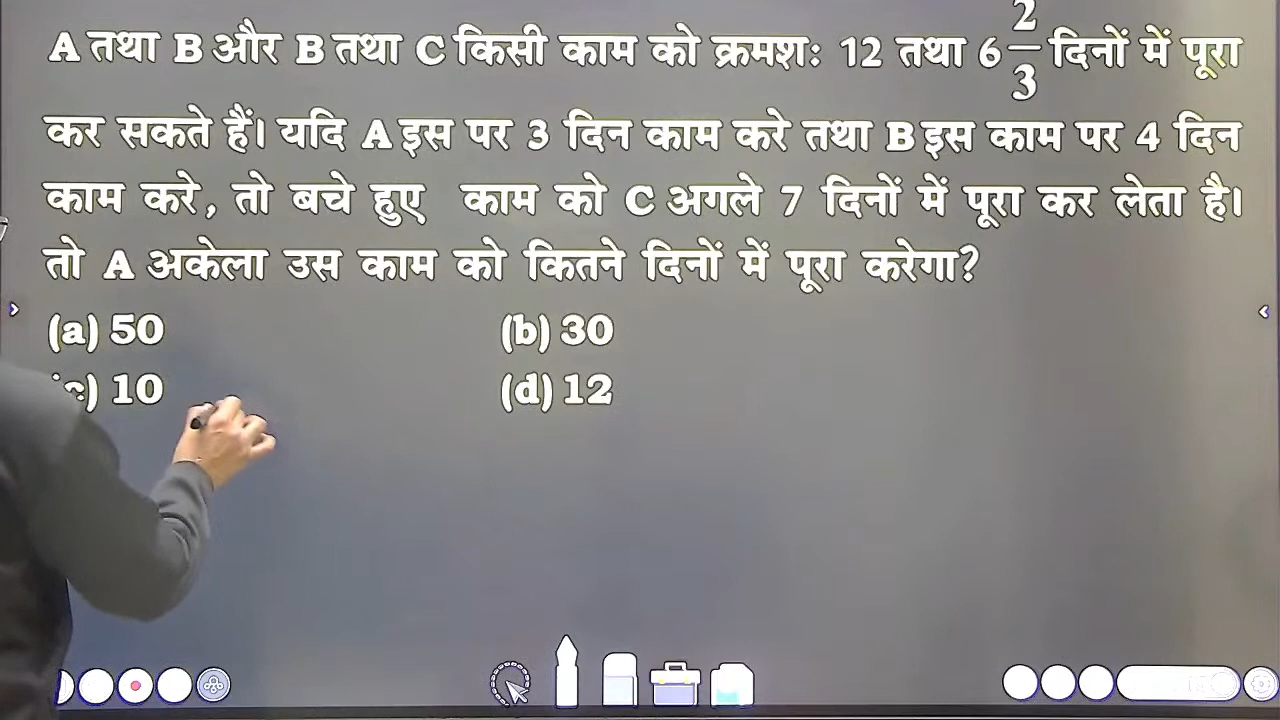 A तथा B और B तथा C किसी काम को क्रमशः 12 तथा 6 2/3 दिनों में पूरा
कर सकते हैं। यदि A इस पर 3 दिन काम करे तथा B इस काम पर 4 दिन
काम करे, तो बचे हुए काम को C अगले 7 दिनों में पूरा कर लेता है।
तो A अकेला उस काम को कितने दिनों में पूरा करेगा?
(a) 50 (b) 30
(c) 10 (d) 12